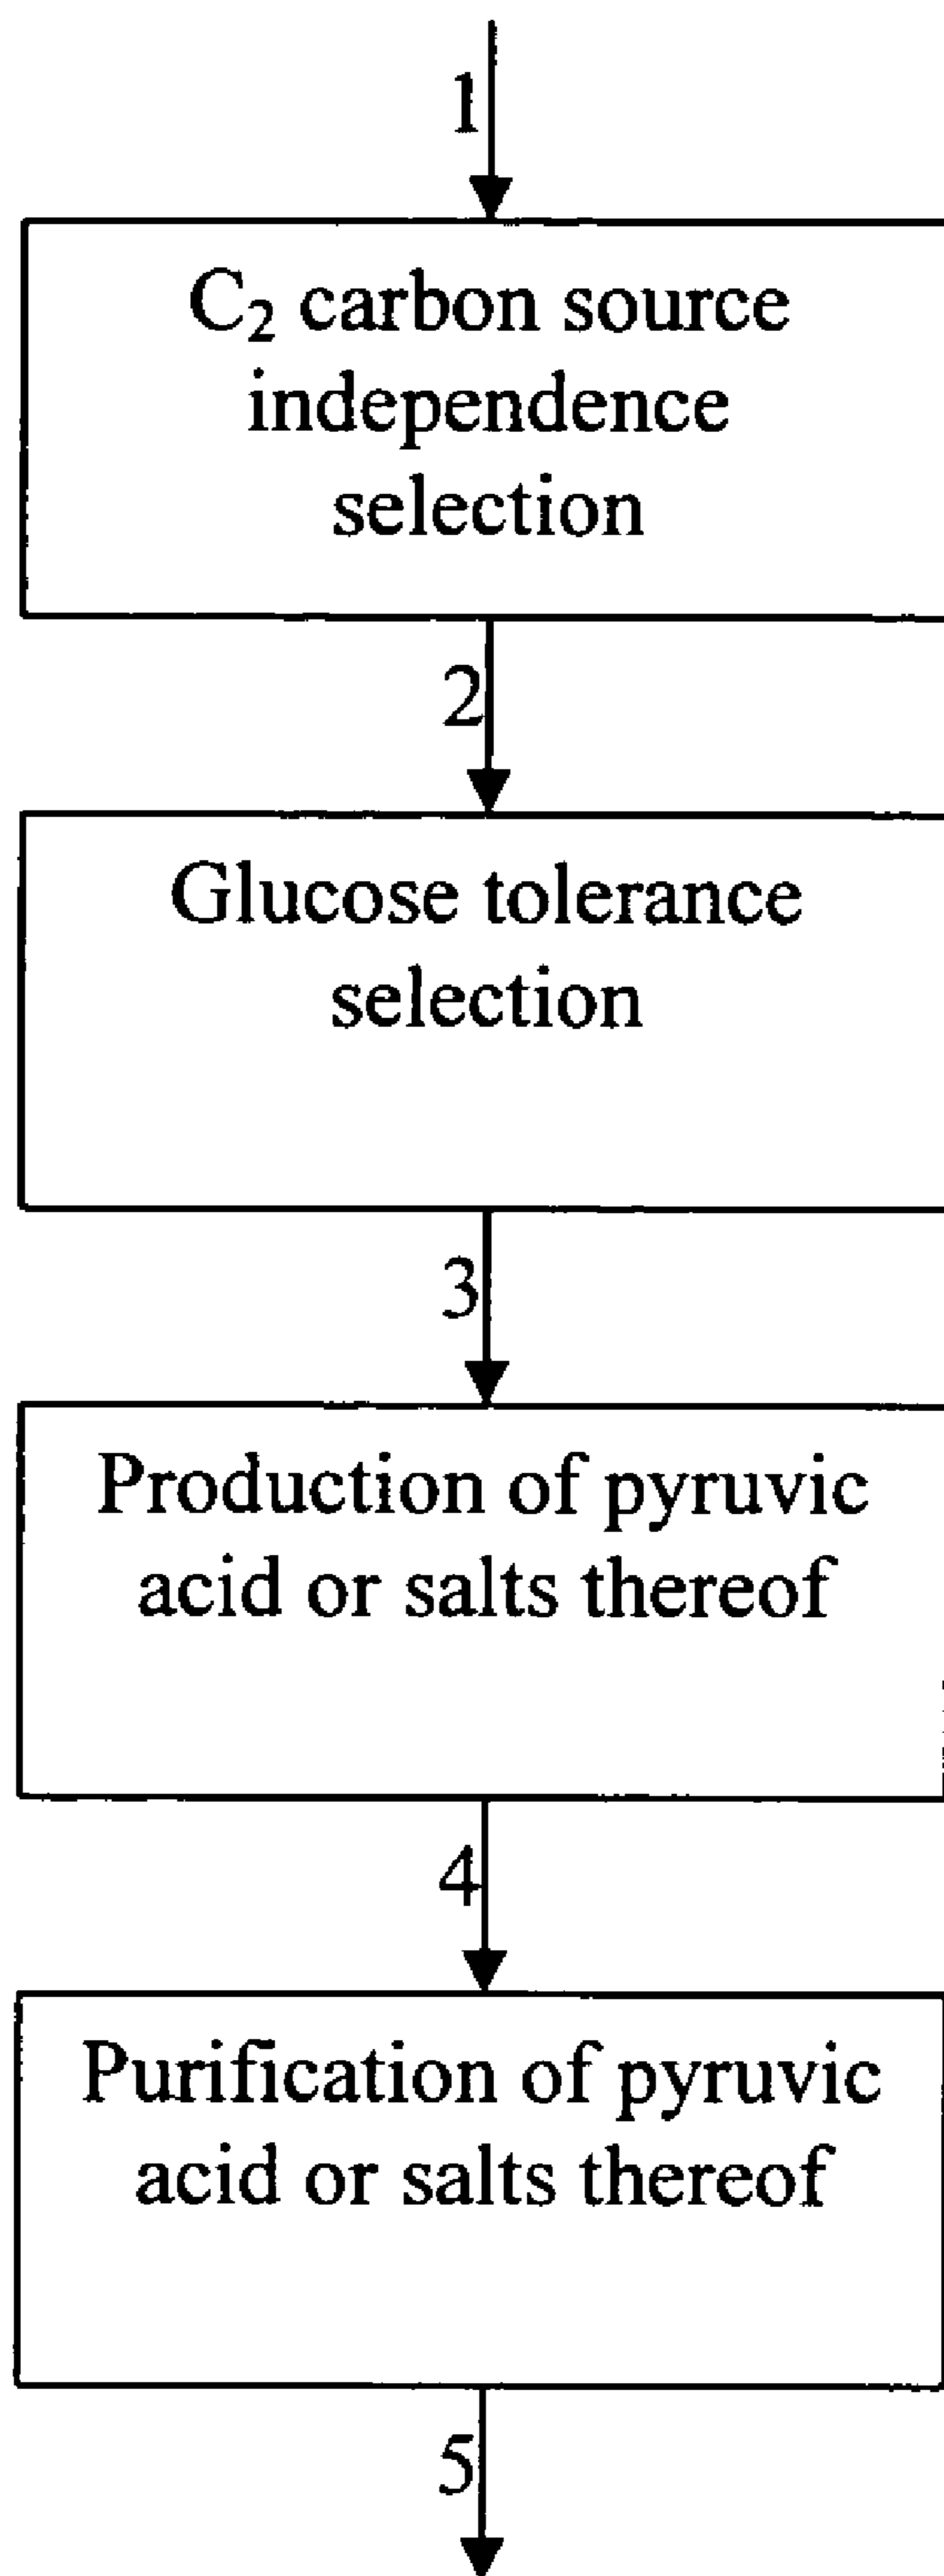 1
C₂ carbon source
independence
selection
2
Glucose tolerance
selection
3
Production of pyruvic
acid or salts thereof
4
Purification of pyruvic
acid or salts thereof
5